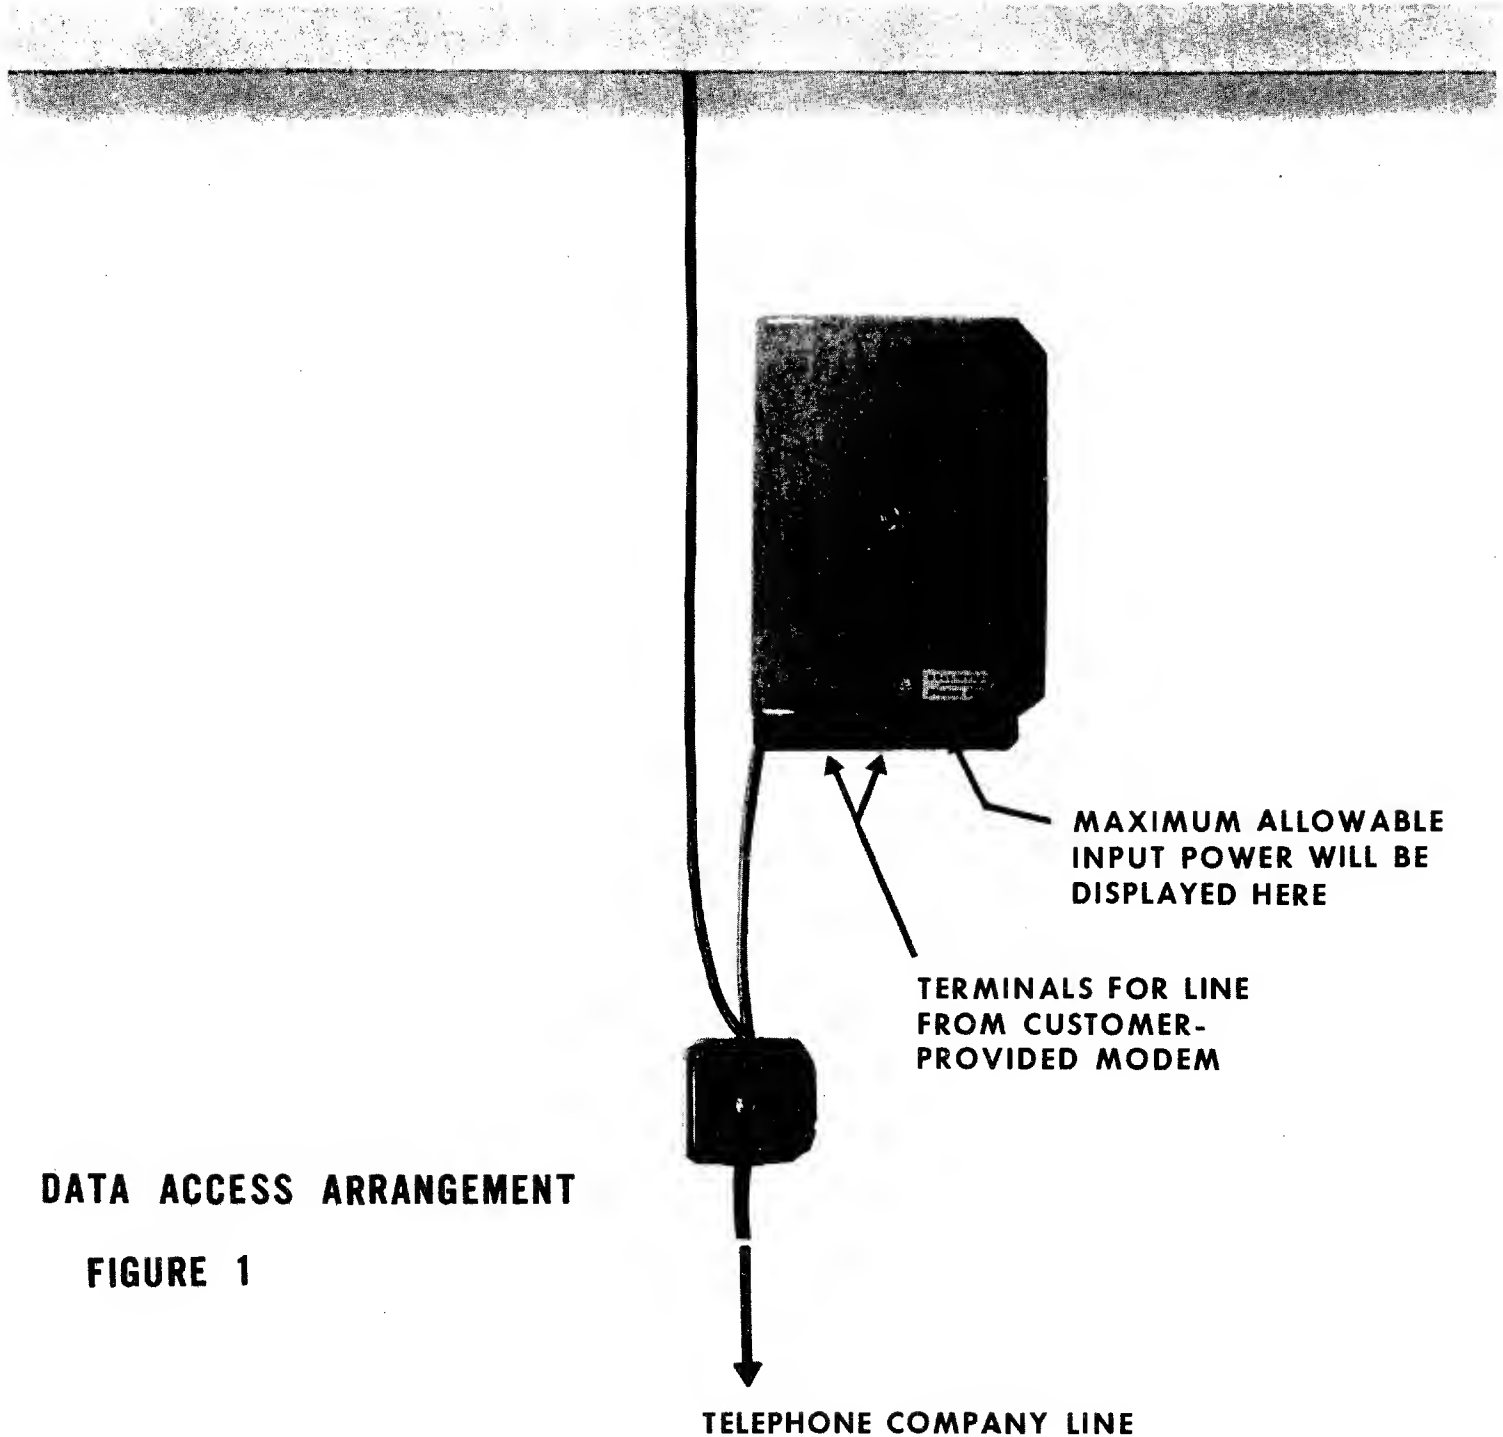 MAXIMUM ALLOWABLE
INPUT POWER WILL BE
DISPLAYED HERE
TERMINALS FOR LINE
FROM CUSTOMER-
PROVIDED MODEM
DATA ACCESS ARRANGEMENT
FIGURE 1
TELEPHONE COMPANY LINE